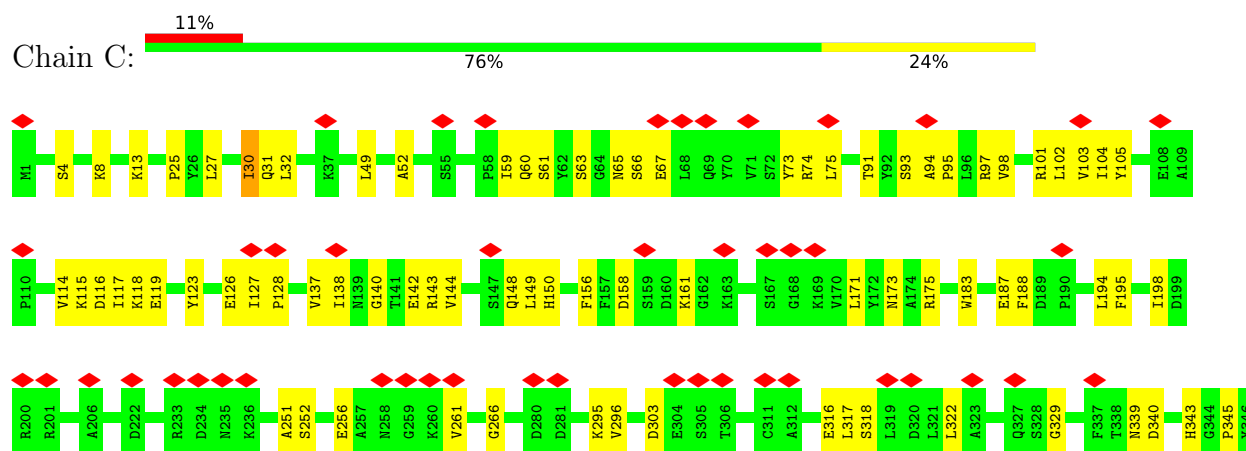 11%
Chain C:
76% 24%
M1 S4 K8 K13 P25 Y26 L27 I30 Q31 L32 K37 L49 A52 S55 P58 I59 Q60 S61 Y62 S63 G64 N65 S66 E67 L68 Q69 Y70 V71 S72 Y73 R74 L75 T91 Y92 S93 A94 P95 L96 R97 V98 R101 L102 V103 I104 Y105 E108 A109
P110 V114 K115 D116 I117 K118 E119 Y123 E126 I127 P128 V137 I138 N139 G140 T141 E142 R143 V144 S147 Q148 L149 H150 F156 F157 D158 S159 D160 K161 G162 K163 S167 G168 K169 V170 L171 Y172 N173 A174 R175 W183 E187 F188 D189 P190 L194 F195 I198 D199
R200 R201 A206 D222 R233 D234 N235 K236 A251 S252 E256 A257 N258 G259 K260 V261 G266 D280 D281 K295 V296 D303 E304 S305 T306 C311 A312 E316 L317 S318 L319 D320 L321 L322 A323 Q327 S328 G329 F337 T338 N339 D340 H343 G344 P345